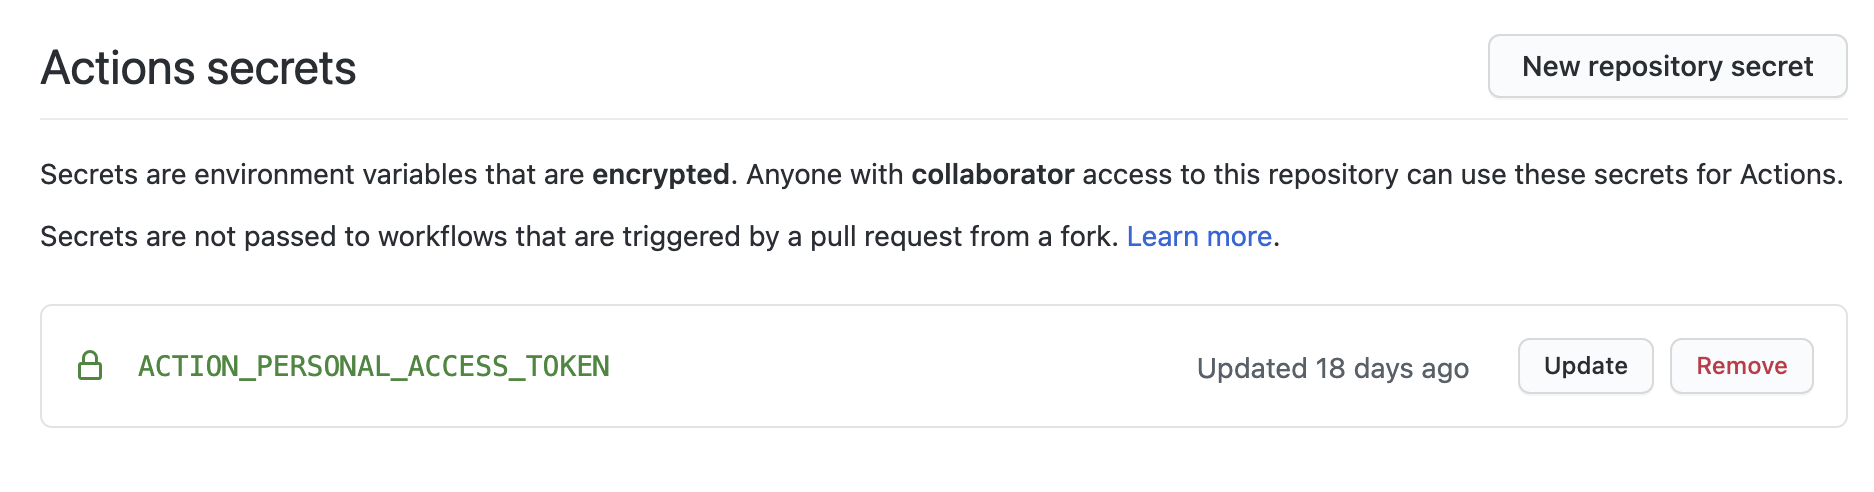 Actions secrets
New repository secret
Secrets are environment variables that are encrypted. Anyone with collaborator access to this repository can use these secrets for Actions.
Secrets are not passed to workflows that are triggered by a pull request from a fork. Learn more.
ACTION_PERSONAL_ACCESS_TOKEN
Updated 18 days ago
Update
Remove